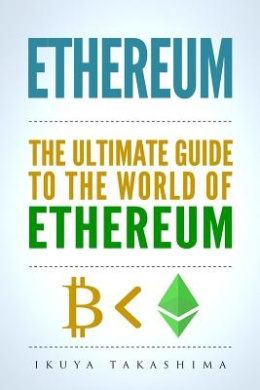 ETHEREUM
THE ULTIMATE GUIDE
TO THE WORLD OF
ETHEREUM
IKUYA TAKASHIMA